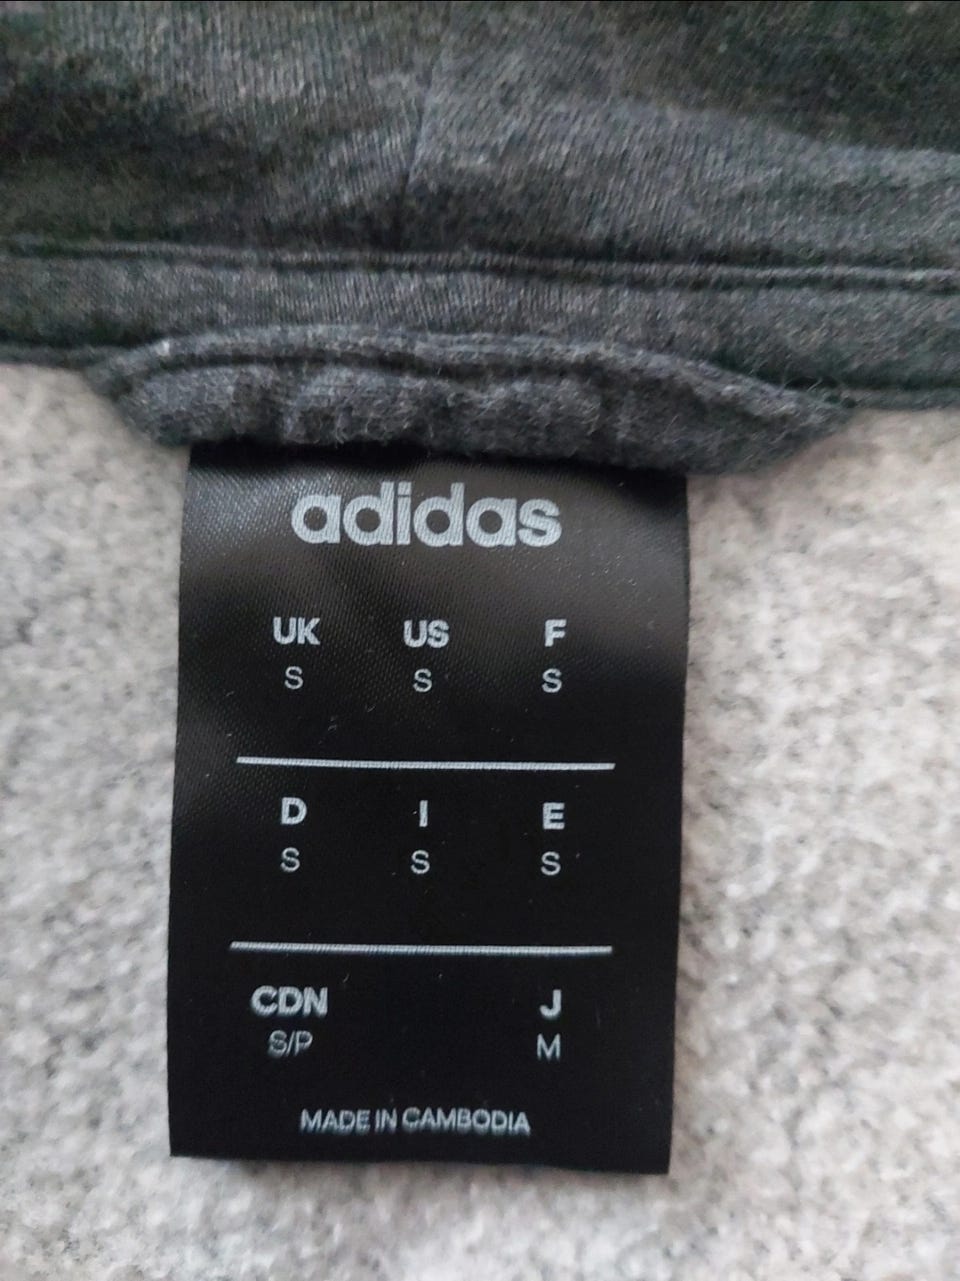 adidas
UK US F
S S S
D I E
S S S
CDN J
S/P M
MADE IN CAMBODIA